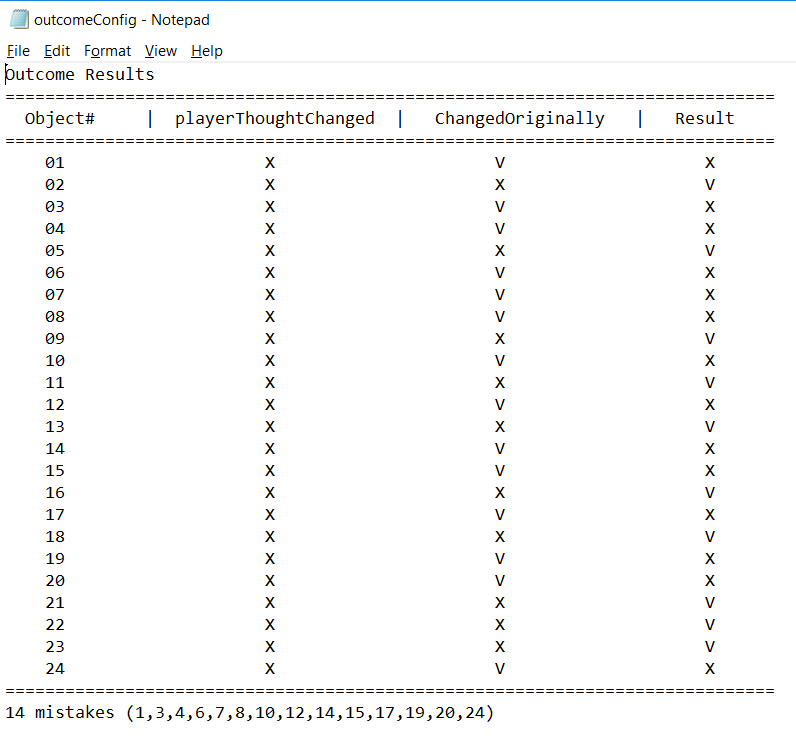 outcomeConfig - Notepad
File Edit Format View Help
Outcome Results
=============================================================================
  Object#     |  playerThoughtChanged  |   ChangedOriginally   |   Result
=============================================================================
    01                    X                      V                    X
    02                    X                      X                    V
    03                    X                      V                    X
    04                    X                      V                    X
    05                    X                      X                    V
    06                    X                      V                    X
    07                    X                      V                    X
    08                    X                      V                    X
    09                    X                      X                    V
    10                    X                      V                    X
    11                    X                      X                    V
    12                    X                      V                    X
    13                    X                      X                    V
    14                    X                      V                    X
    15                    X                      V                    X
    16                    X                      X                    V
    17                    X                      V                    X
    18                    X                      X                    V
    19                    X                      V                    X
    20                    X                      V                    X
    21                    X                      X                    V
    22                    X                      X                    V
    23                    X                      X                    V
    24                    X                      V                    X
=============================================================================
14 mistakes (1,3,4,6,7,8,10,12,14,15,17,19,20,24)